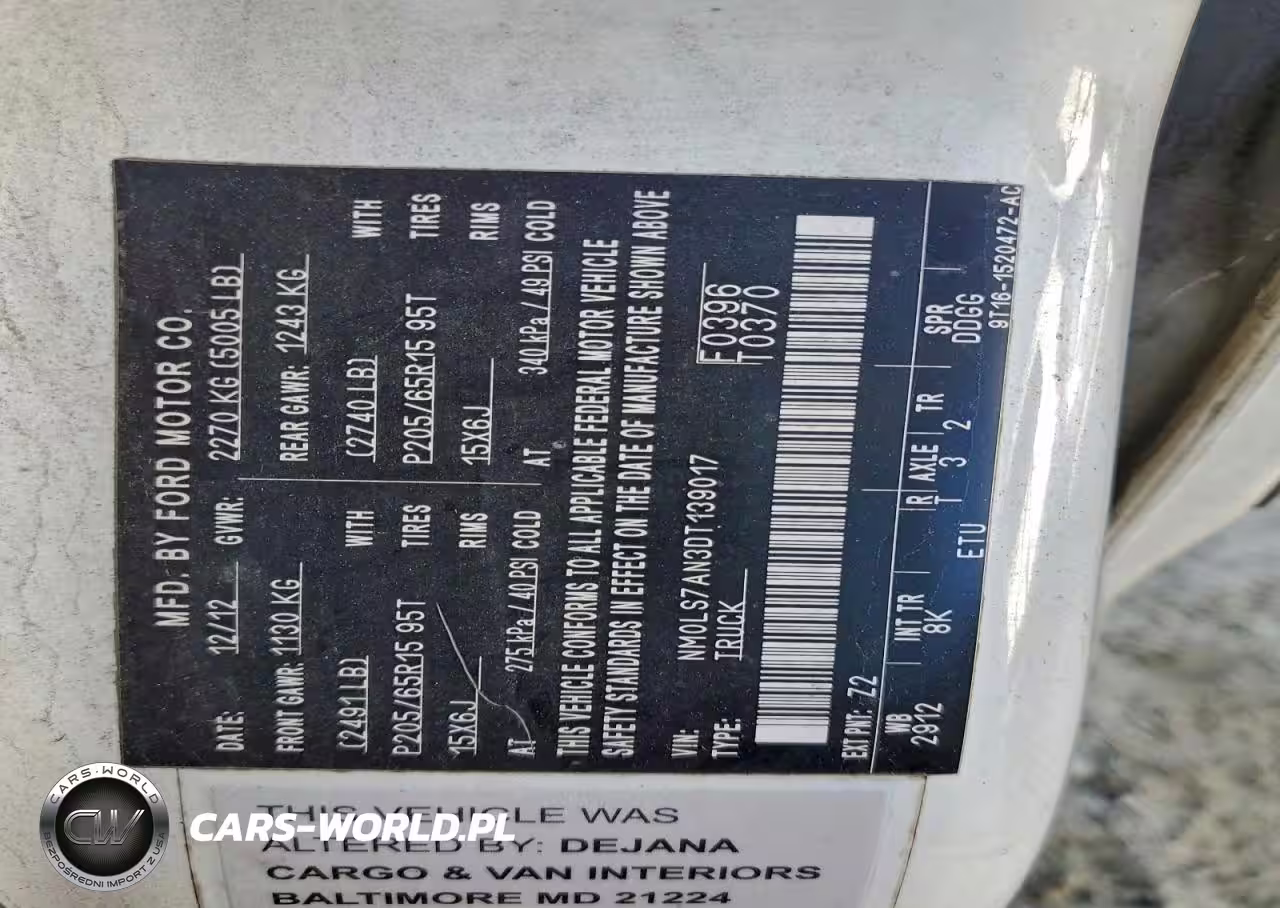 MFD. BY FORD MOTOR CO.
DATE: 12/12 GVWR: 2270 KG (5005 LB)
FRONT GAWR: 1130 KG REAR GAWR: 1243 KG
(2491 LB) WITH (2740 LB) WITH
P205/65R15 95T TIRES P205/65R15 95T TIRES
15X6J RIMS 15X6J RIMS
AT 275 kPa / 40 PSI COLD AT 340 kPa / 49 PSI COLD
THIS VEHICLE CONFORMS TO ALL APPLICABLE FEDERAL MOTOR VEHICLE
SAFETY STANDARDS IN EFFECT ON THE DATE OF MANUFACTURE SHOWN ABOVE
VIN: NM0LS7AN3DT139017 F0396
TYPE: TRUCK T0370
EXT PNT: Z2
WB INT TR R AXLE TR SPR
2912 8K T 3 2 DDGG
ETU 9T16-1520472-AC
THIS VEHICLE WAS
ALTERED BY: DEJANA
CARGO & VAN INTERIORS
BALTIMORE MD 21224
CARS-WORLD
CW
BEZPOŚREDNI IMPORT Z USA
CARS-WORLD.PL